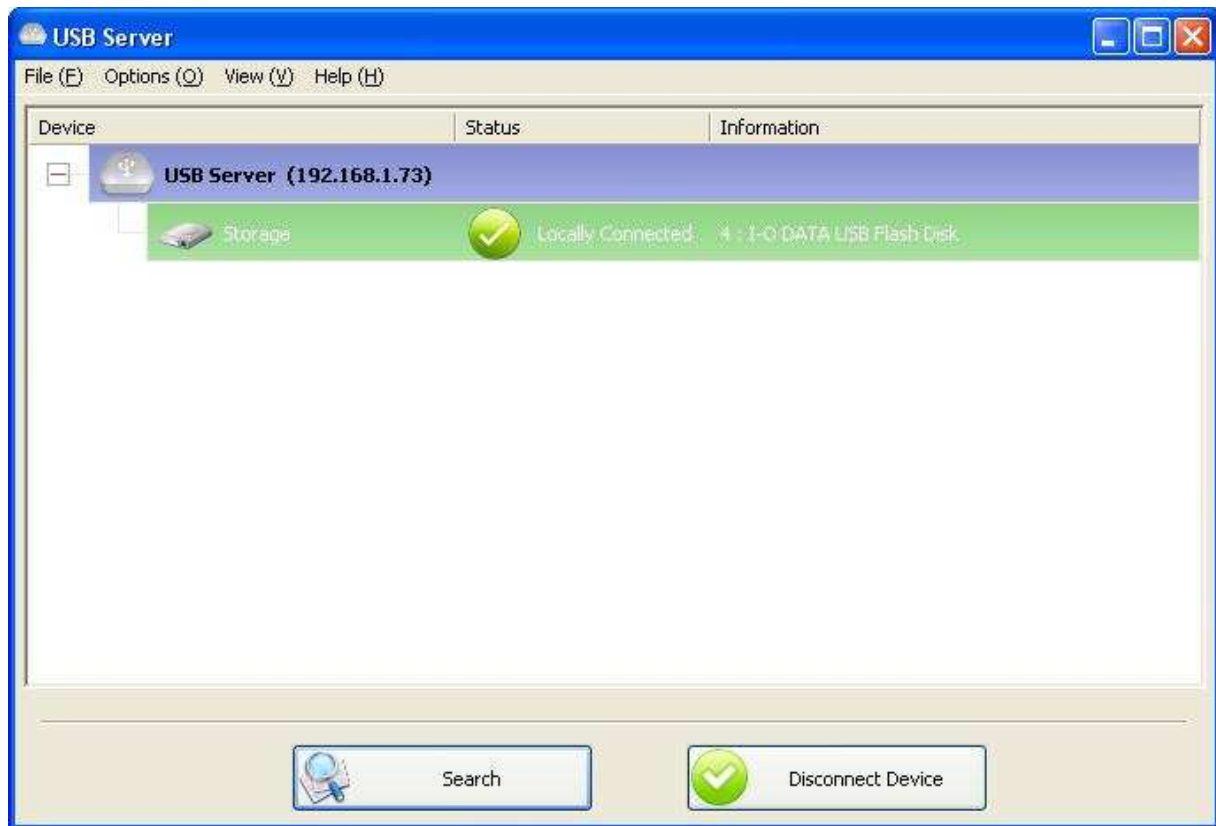 USB Server
File (F) Options (O) View (V) Help (H)
Device Status Information
USB Server (192.168.1.73)
Storage Locally Connected 4 : I-O DATA USB Flash Disk
Search Disconnect Device